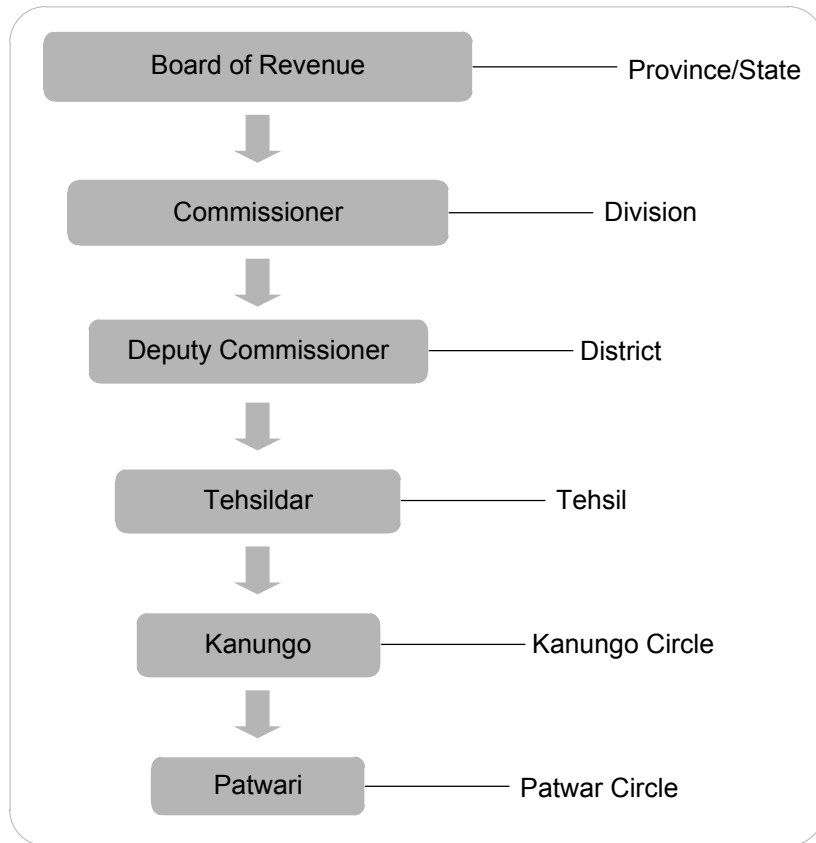 Board of Revenue
Province/State
Commissioner
Division
Deputy Commissioner
District
Tehsildar
Tehsil
Kanungo
Kanungo Circle
Patwari
Patwar Circle